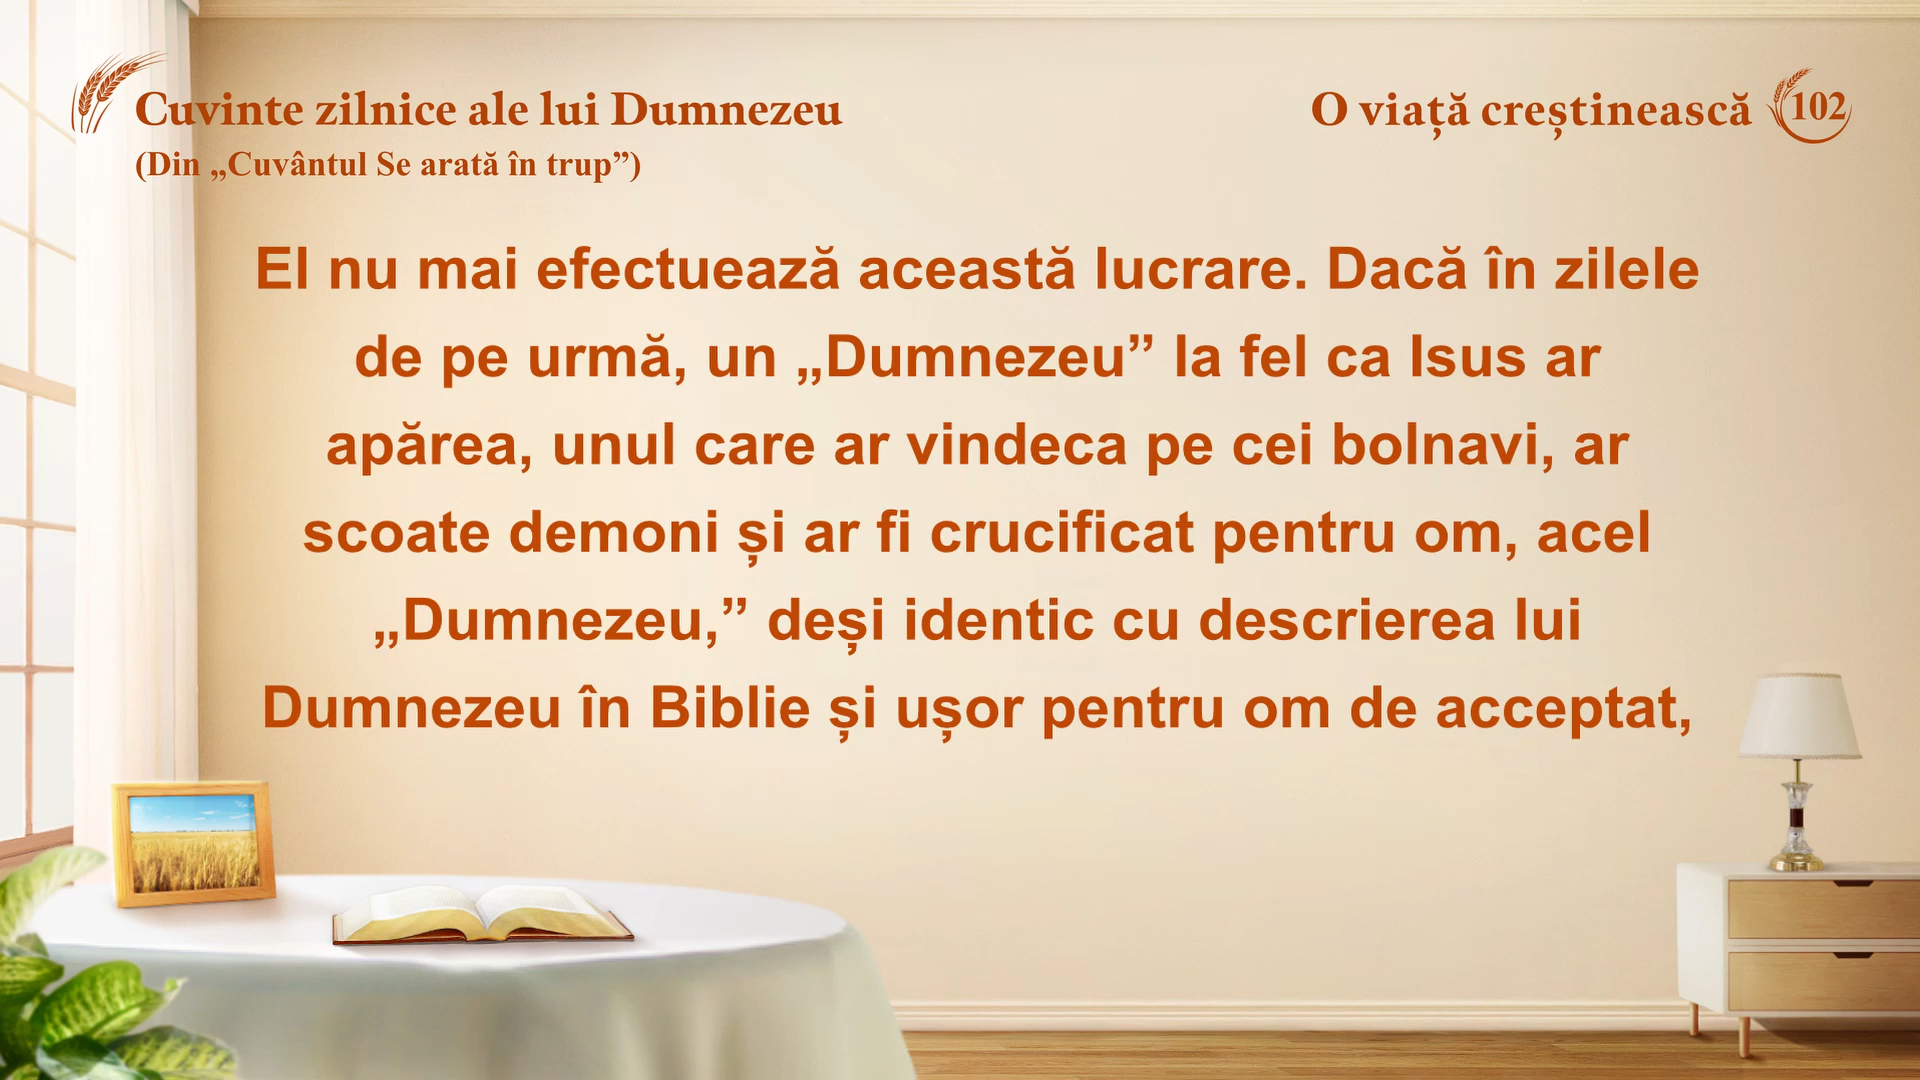 Cuvinte zilnice ale lui Dumnezeu
(Din „Cuvântul Se arată în trup”)
O viață creștinească 102
El nu mai efectuează această lucrare. Dacă în zilele
de pe urmă, un „Dumnezeu” la fel ca Isus ar
apărea, unul care ar vindeca pe cei bolnavi, ar
scoate demoni și ar fi crucificat pentru om, acel
„Dumnezeu,” deși identic cu descrierea lui
Dumnezeu în Biblie și ușor pentru om de acceptat,